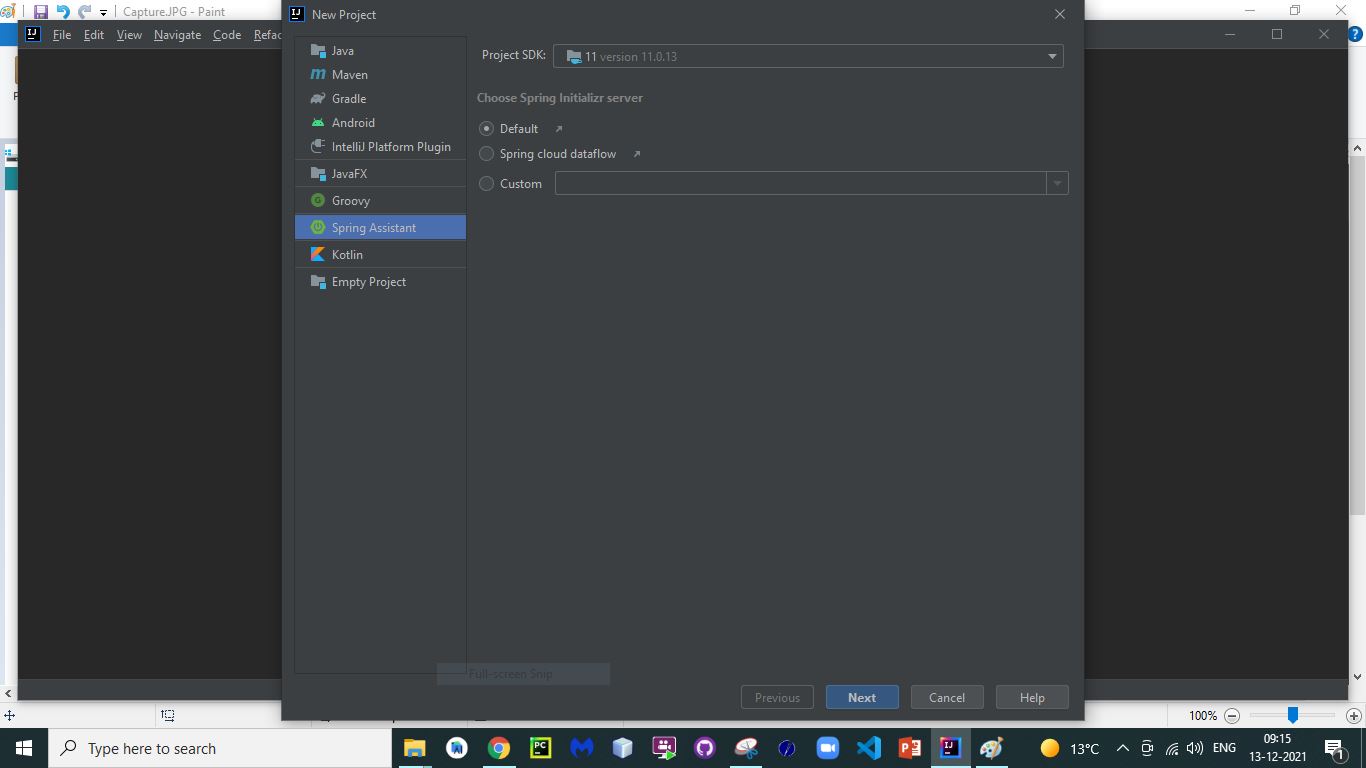 Capture.JPG - Paint
New Project
File Edit View Navigate Code Refac
Java
Maven
Gradle
Android
IntelliJ Platform Plugin
JavaFX
Groovy
Spring Assistant
Kotlin
Empty Project
Project SDK: 11 version 11.0.13
Choose Spring Initializr server
Default
Spring cloud dataflow
Custom
Full-screen Snip
Previous Next Cancel Help
100%
Type here to search
13°C ENG 09:15
13-12-2021
1